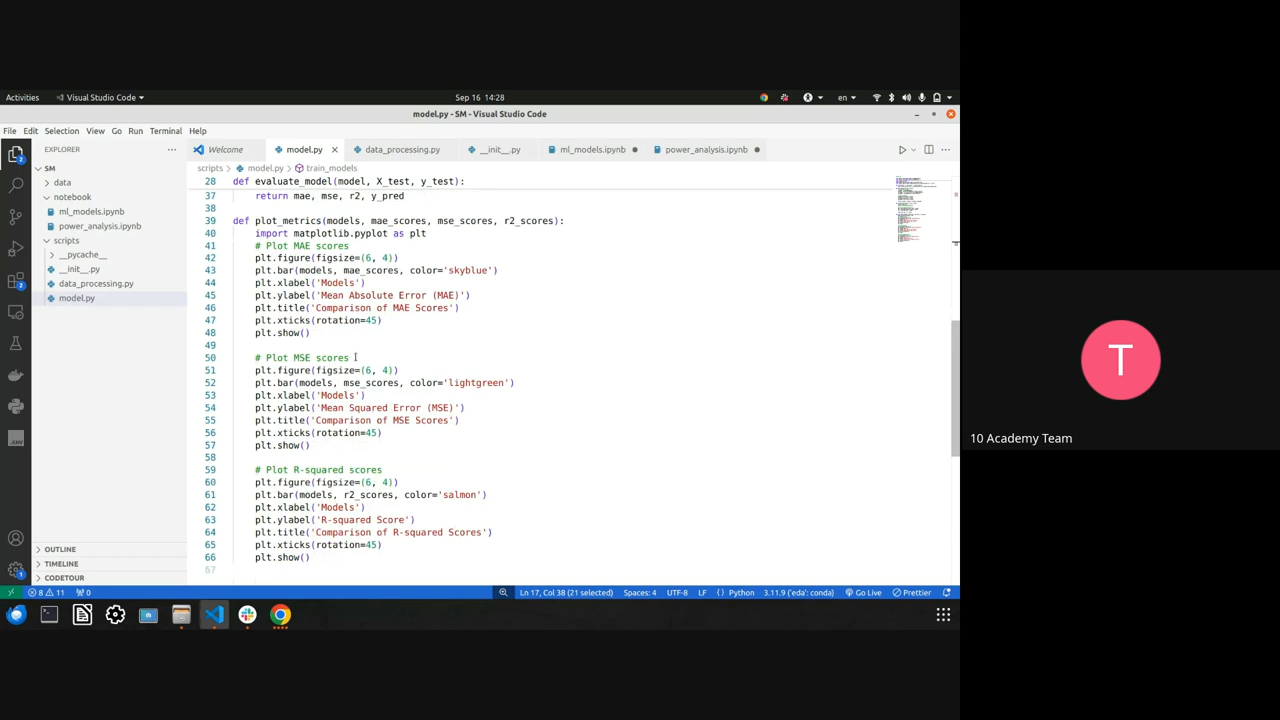 Activities
Visual Studio Code
Sep 16 14:28
en
model.py - SM - Visual Studio Code
File Edit Selection View Go Run Terminal Help
EXPLORER
Welcome
model.py
data_processing.py
__init__.py
ml_models.ipynb
power_analysis.ipynb
SM
data
notebook
ml_models.ipynb
power_analysis.ipynb
scripts
__pycache__
__init__.py
data_processing.py
model.py
scripts > model.py > train_models
28 def evaluate_model(model, X_test, y_test):
37 return mae, mse, r2, y_pred
38
39 def plot_metrics(models, mae_scores, mse_scores, r2_scores):
40 import matplotlib.pyplot as plt
41 # Plot MAE scores
42 plt.figure(figsize=(6, 4))
43 plt.bar(models, mae_scores, color='skyblue')
44 plt.xlabel('Models')
45 plt.ylabel('Mean Absolute Error (MAE)')
46 plt.title('Comparison of MAE Scores')
47 plt.xticks(rotation=45)
48 plt.show()
49
50 # Plot MSE scores
51 plt.figure(figsize=(6, 4))
52 plt.bar(models, mse_scores, color='lightgreen')
53 plt.xlabel('Models')
54 plt.ylabel('Mean Squared Error (MSE)')
55 plt.title('Comparison of MSE Scores')
56 plt.xticks(rotation=45)
57 plt.show()
58
59 # Plot R-squared scores
60 plt.figure(figsize=(6, 4))
61 plt.bar(models, r2_scores, color='salmon')
62 plt.xlabel('Models')
63 plt.ylabel('R-squared Score')
64 plt.title('Comparison of R-squared Scores')
65 plt.xticks(rotation=45)
66 plt.show()
67
OUTLINE
TIMELINE
CODETOUR
8 11 0
Ln 17, Col 38 (21 selected) Spaces: 4 UTF-8 LF Python 3.11.9 ('eda': conda) Go Live Prettier
T
10 Academy Team